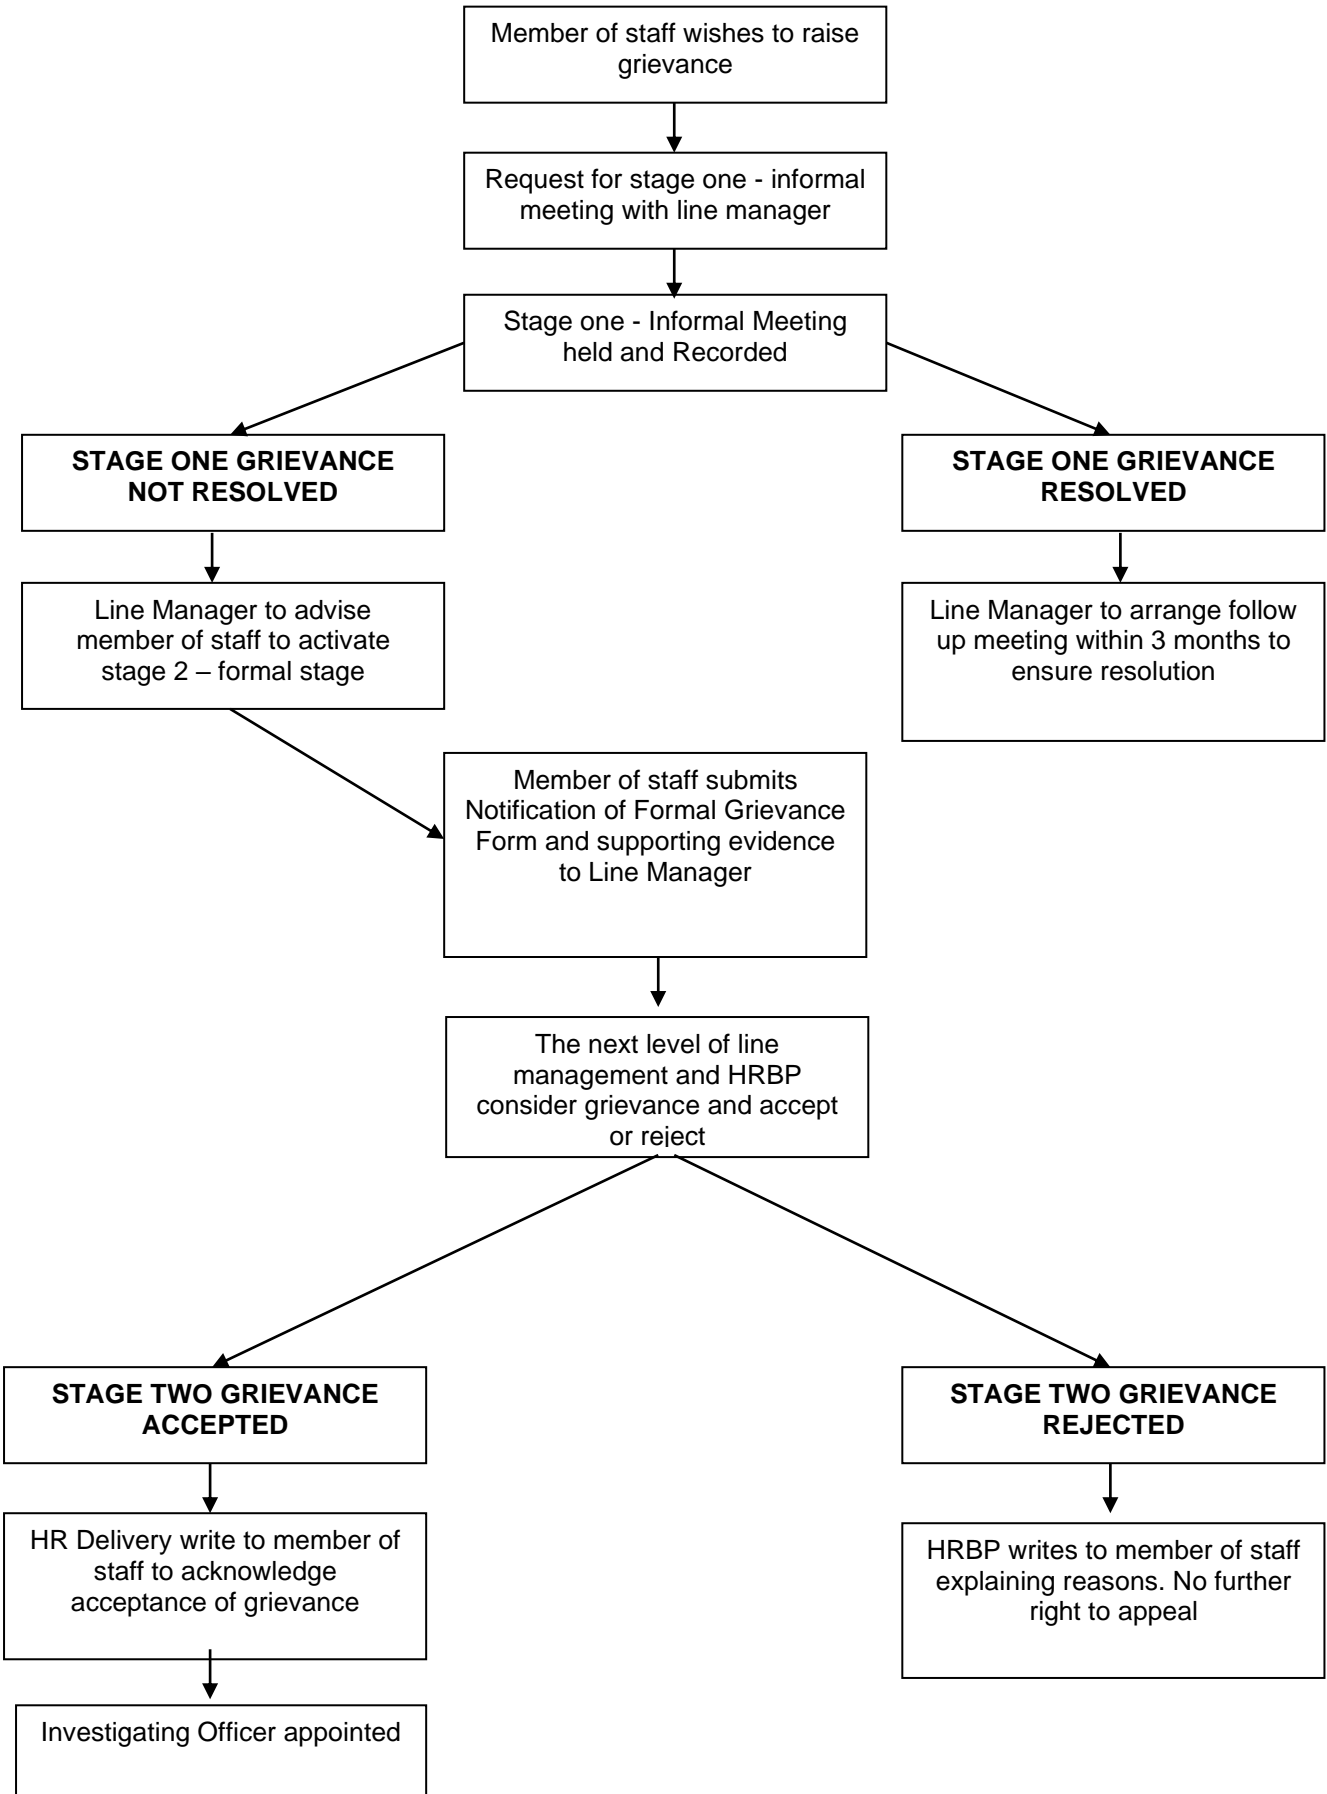 Member of staff wishes to raise
grievance
Request for stage one - informal
meeting with line manager
Stage one - Informal Meeting
held and Recorded
STAGE ONE GRIEVANCE
NOT RESOLVED
STAGE ONE GRIEVANCE
RESOLVED
Line Manager to advise
member of staff to activate
stage 2 – formal stage
Line Manager to arrange follow
up meeting within 3 months to
ensure resolution
Member of staff submits
Notification of Formal Grievance
Form and supporting evidence
to Line Manager
The next level of line
management and HRBP
consider grievance and accept
or reject
STAGE TWO GRIEVANCE
ACCEPTED
STAGE TWO GRIEVANCE
REJECTED
HR Delivery write to member of
staff to acknowledge
acceptance of grievance
HRBP writes to member of staff
explaining reasons. No further
right to appeal
Investigating Officer appointed